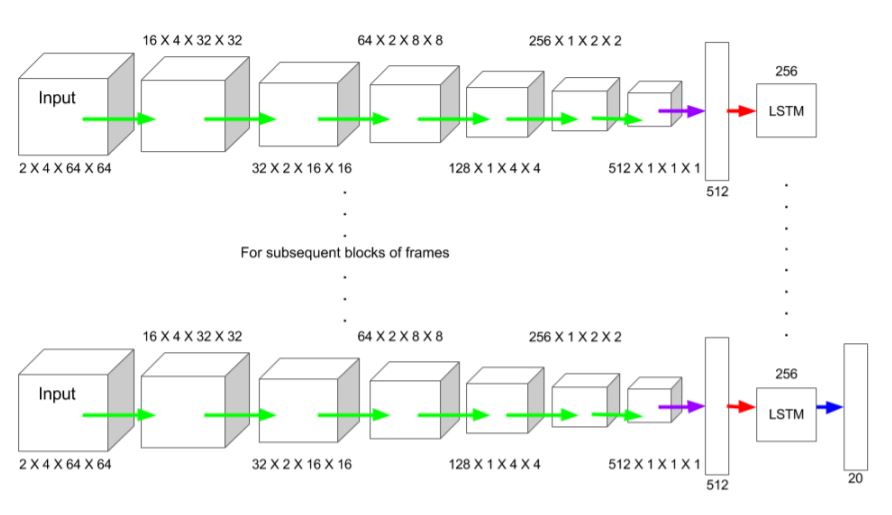 16 X 4 X 32 X 32
64 X 2 X 8 X 8
256 X 1 X 2 X 2
Input
256
LSTM
2 X 4 X 64 X 64
32 X 2 X 16 X 16
128 X 1 X 4 X 4
512 X 1 X 1 X 1
512
For subsequent blocks of frames
16 X 4 X 32 X 32
64 X 2 X 8 X 8
256 X 1 X 2 X 2
Input
256
LSTM
2 X 4 X 64 X 64
32 X 2 X 16 X 16
128 X 1 X 4 X 4
512 X 1 X 1 X 1
512
20